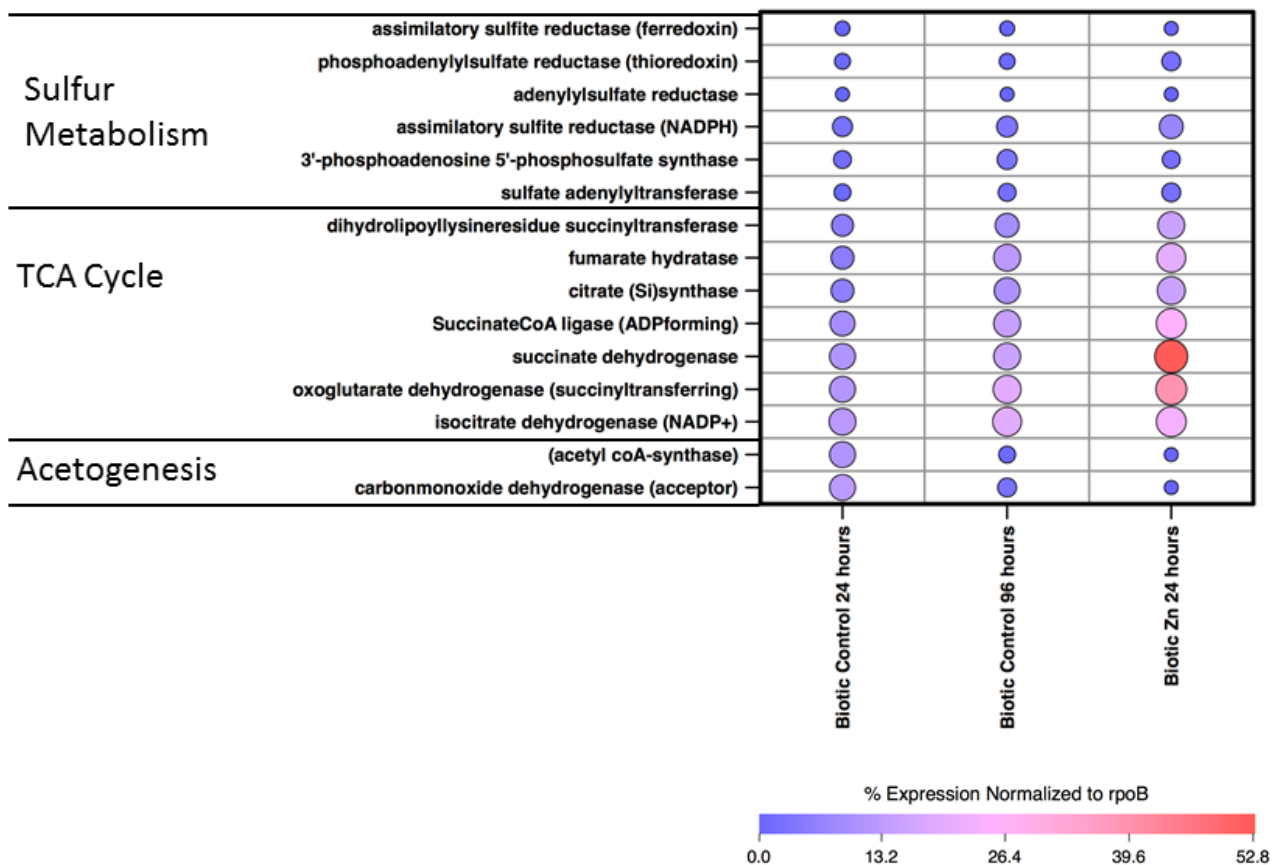 Sulfur
Metabolism
assimilatory sulfite reductase (ferredoxin)
phosphoadenylylsulfate reductase (thioredoxin)
adenylylsulfate reductase
assimilatory sulfite reductase (NADPH)
3'-phosphoadenosine 5'-phosphosulfate synthase
sulfate adenylyltransferase
TCA Cycle
dihydrolipoyllysineresidue succinyltransferase
fumarate hydratase
citrate (Si)synthase
SuccinateCoA ligase (ADPforming)
succinate dehydrogenase
oxoglutarate dehydrogenase (succinyltransferring)
isocitrate dehydrogenase (NADP+)
Acetogenesis
(acetyl coA-synthase)
carbonmonoxide dehydrogenase (acceptor)
Biotic Control 24 hours
Biotic Control 96 hours
Biotic Zn 24 hours
% Expression Normalized to rpoB
0.0 13.2 26.4 39.6 52.8